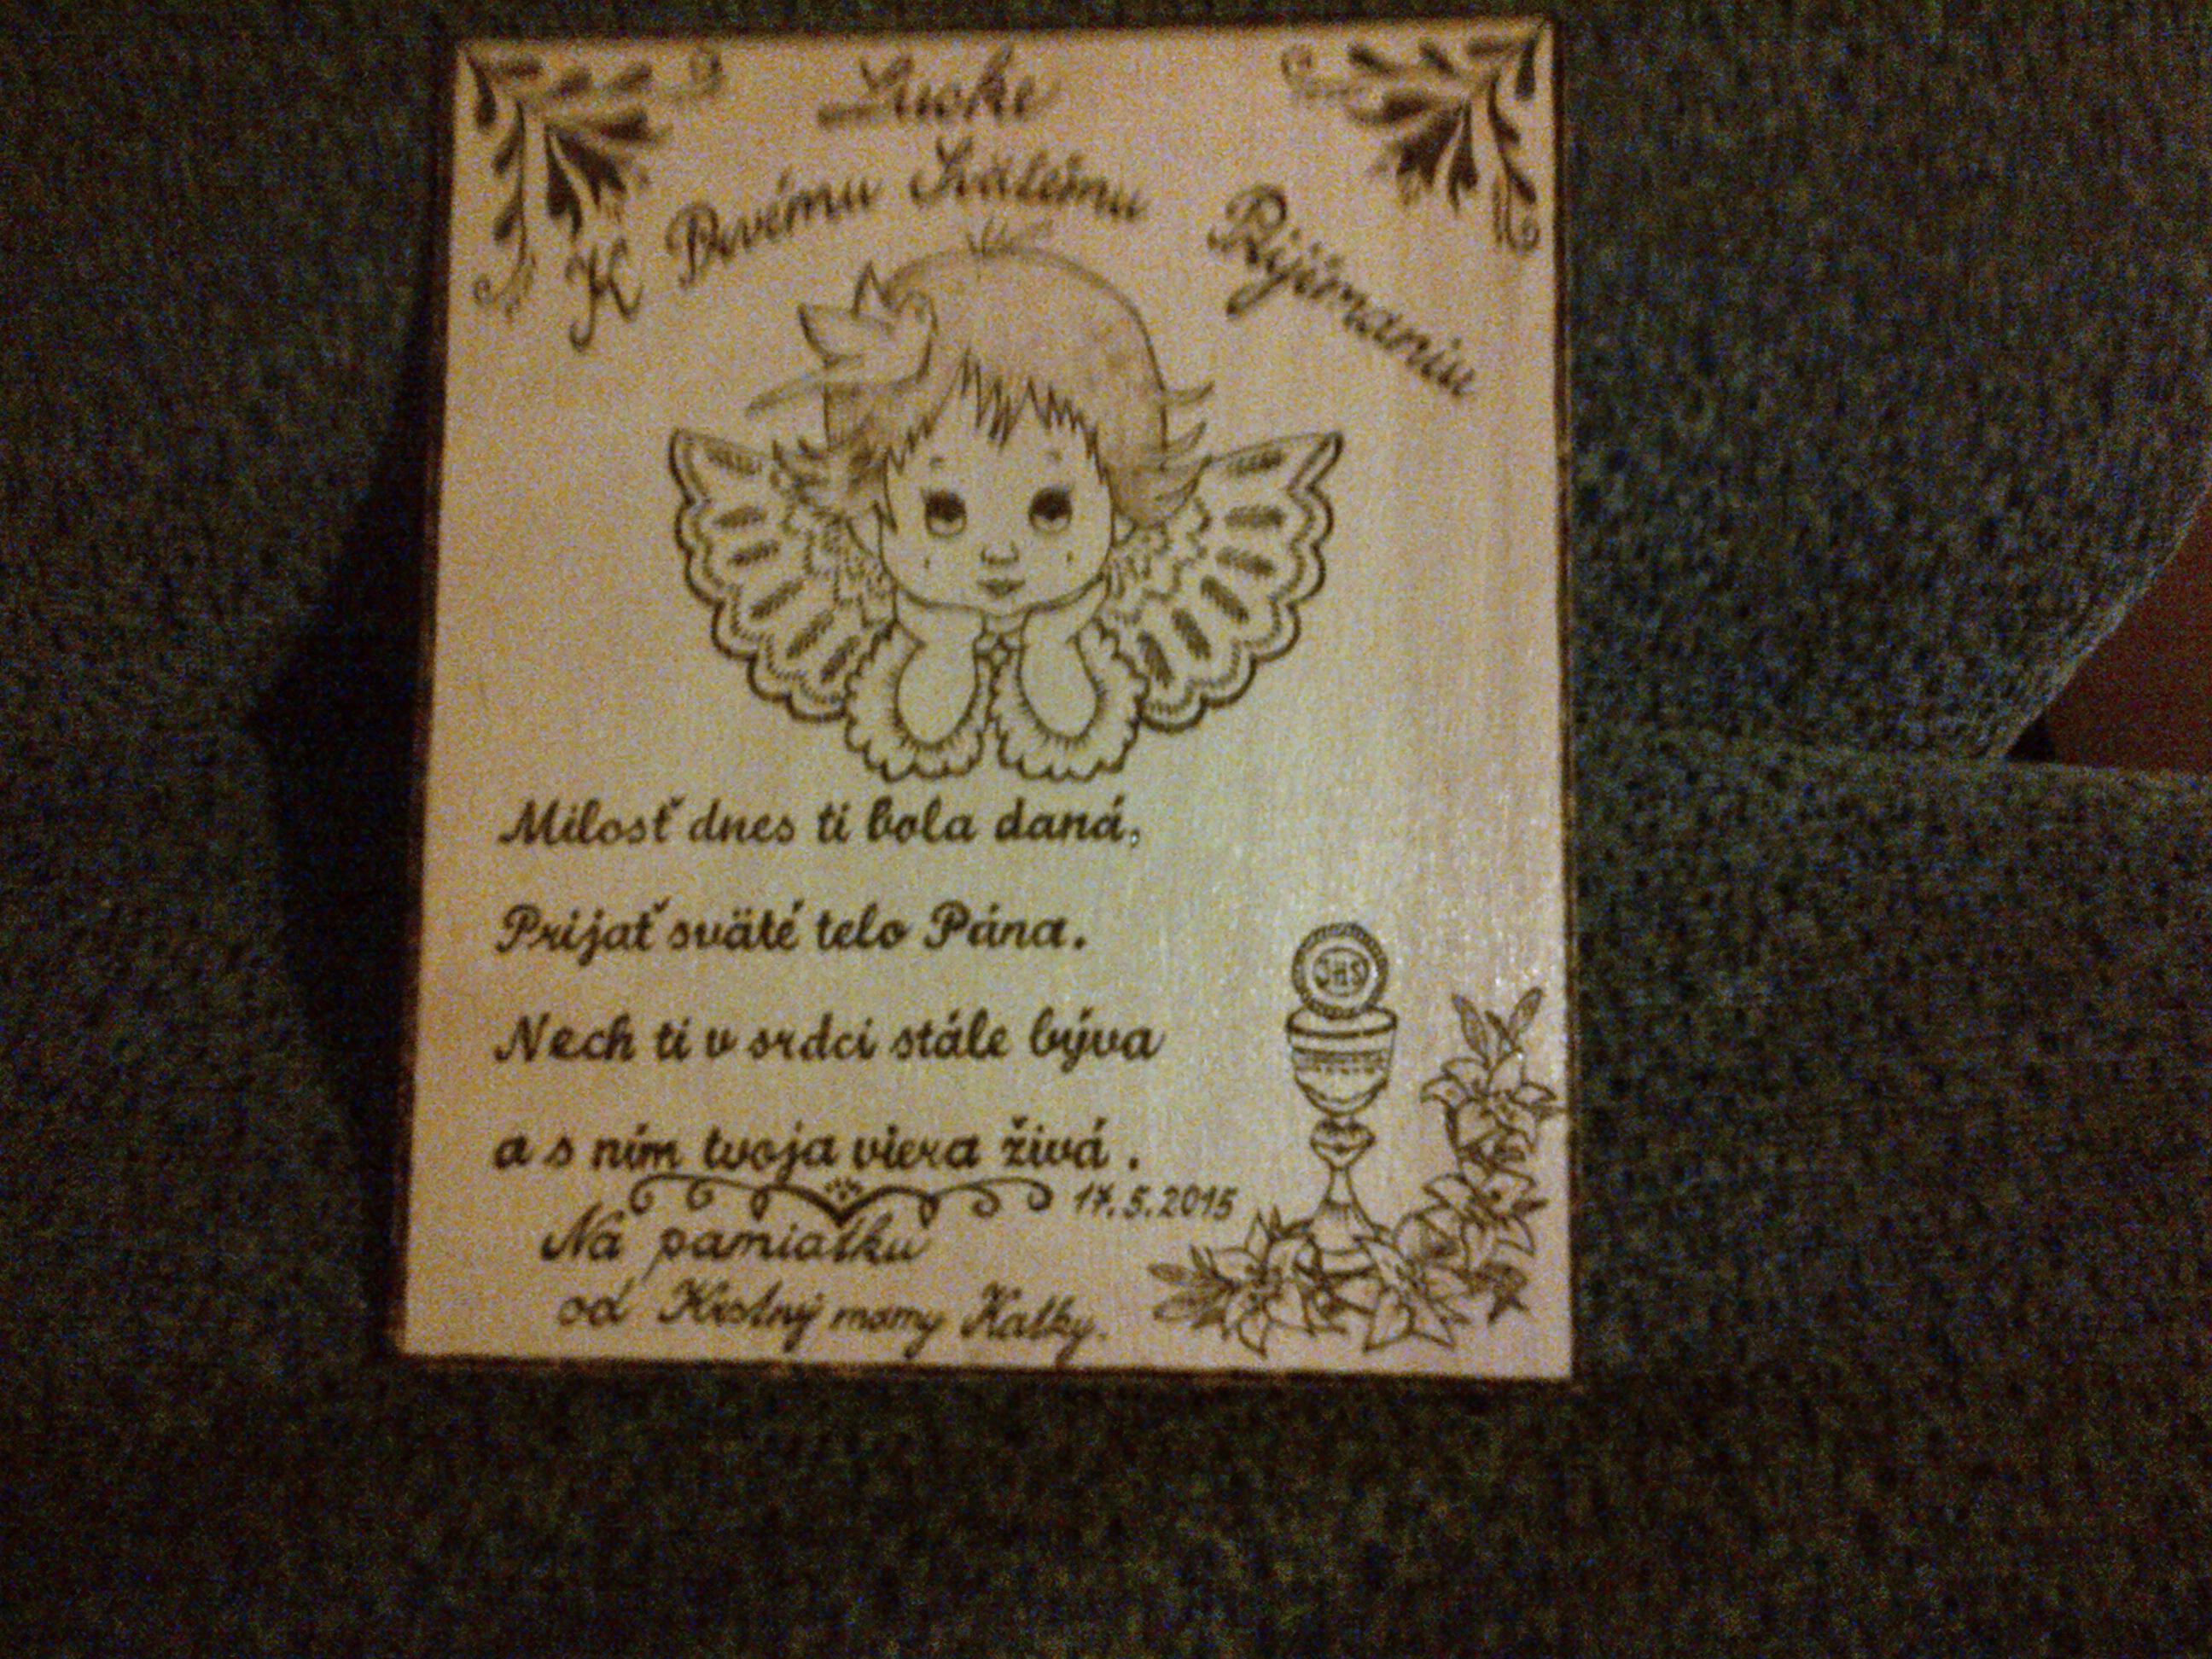 Lucke
K Prvému Svätému Prijímaniu
Milosť dnes ti bola daná,
Prijať sväté telo Pána.
JHS
Nech ti v srdci stále býva
a s ním tvoja viera živá.
17.5.2015
Na pamiatku
od Krstnej mamy Katky.